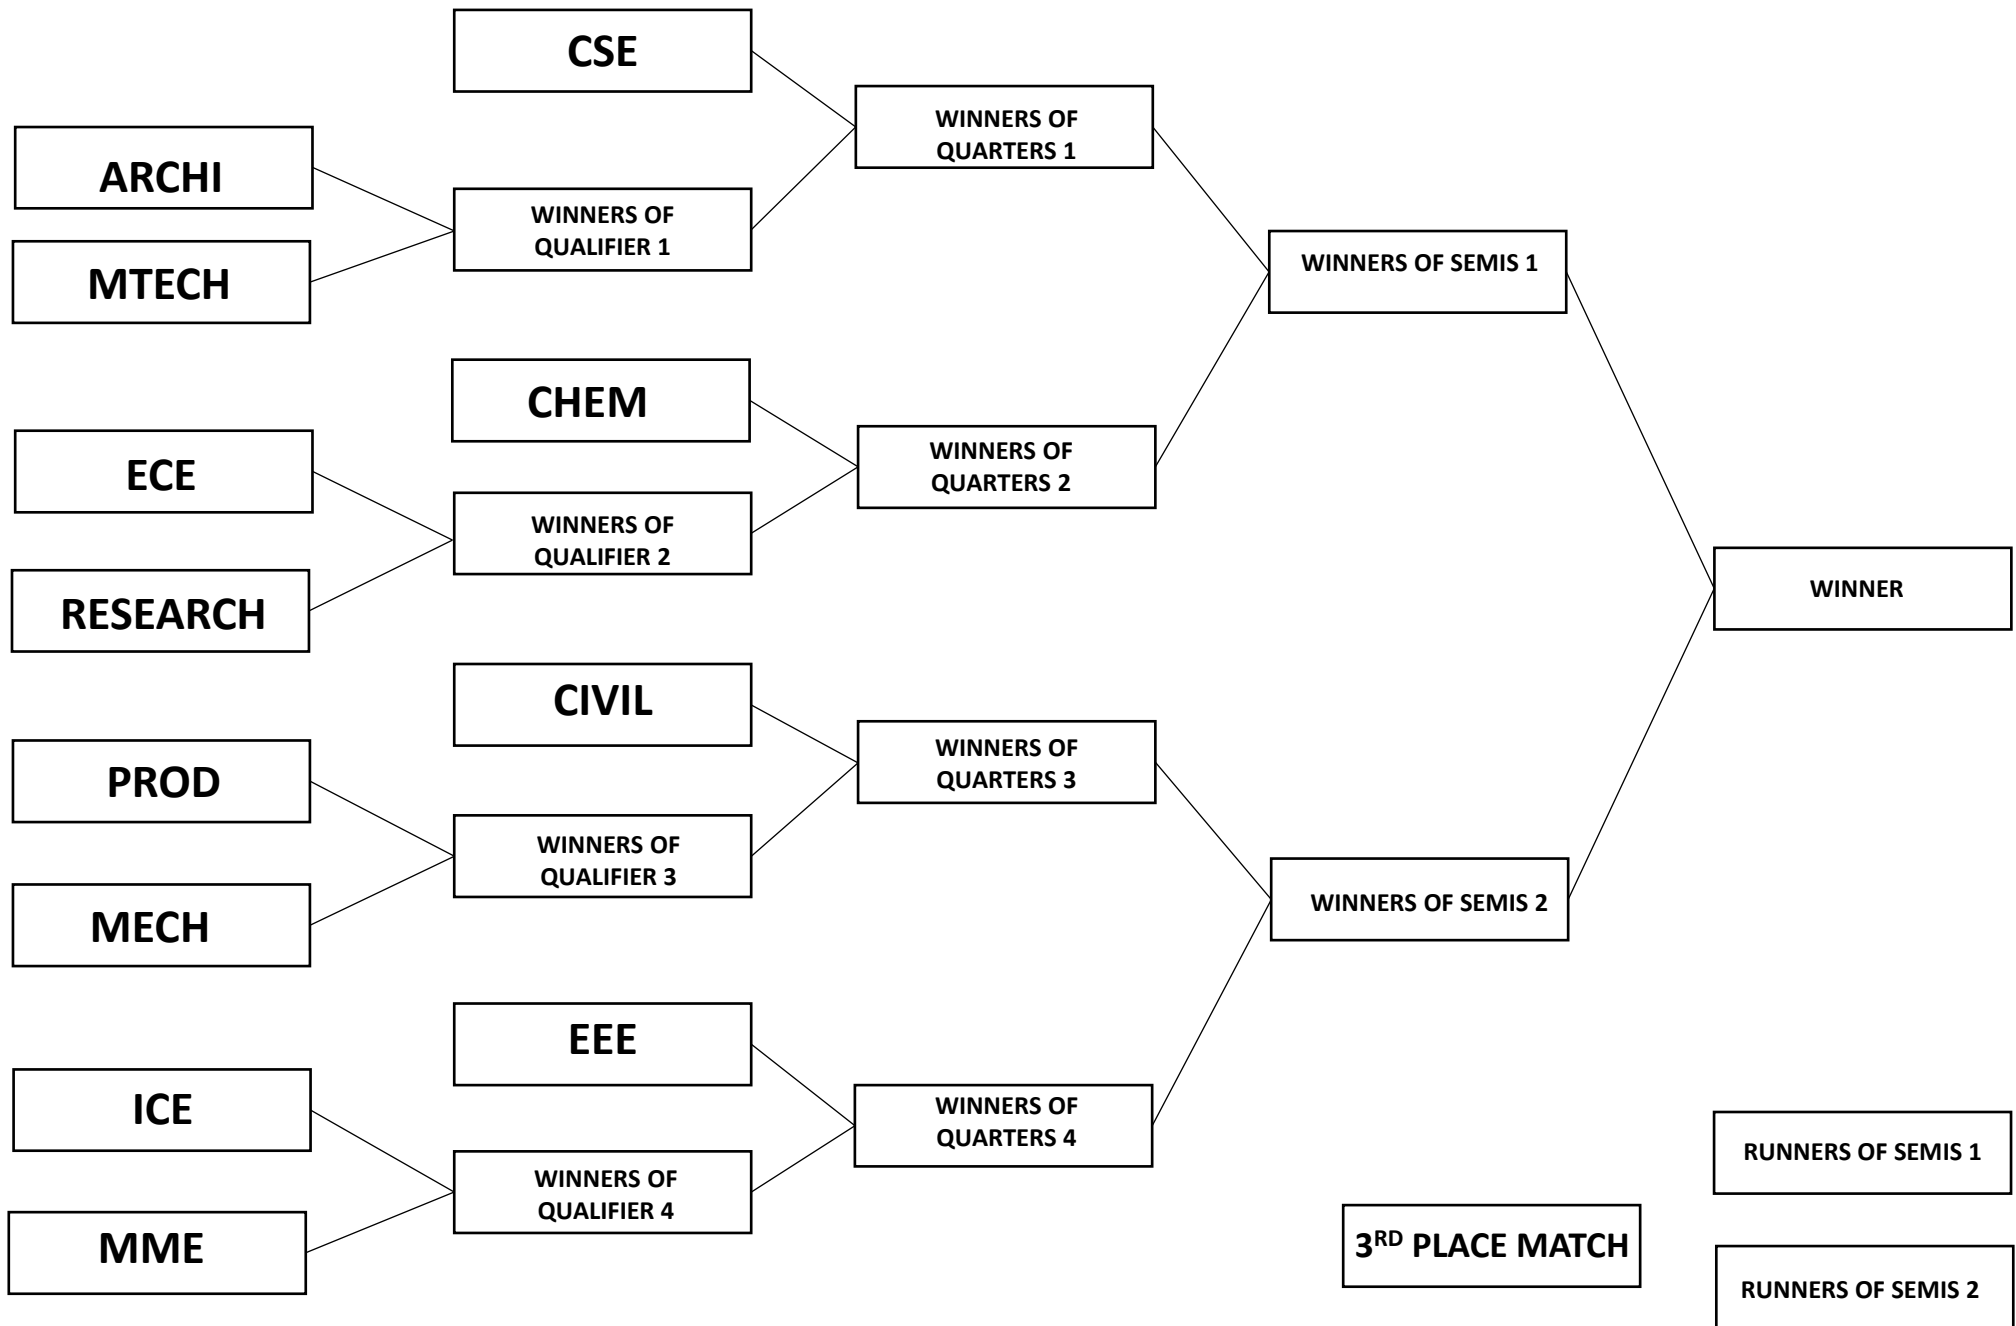 CSE
WINNERS OF
QUARTERS 1
ARCHI
WINNERS OF
QUALIFIER 1
MTECH
WINNERS OF SEMIS 1
CHEM
WINNERS OF
QUARTERS 2
ECE
WINNERS OF
QUALIFIER 2
RESEARCH
WINNER
CIVIL
WINNERS OF
QUARTERS 3
PROD
WINNERS OF
QUALIFIER 3
MECH
WINNERS OF SEMIS 2
EEE
WINNERS OF
QUARTERS 4
ICE
WINNERS OF
QUALIFIER 4
MME
RUNNERS OF SEMIS 1
3RD PLACE MATCH
RUNNERS OF SEMIS 2